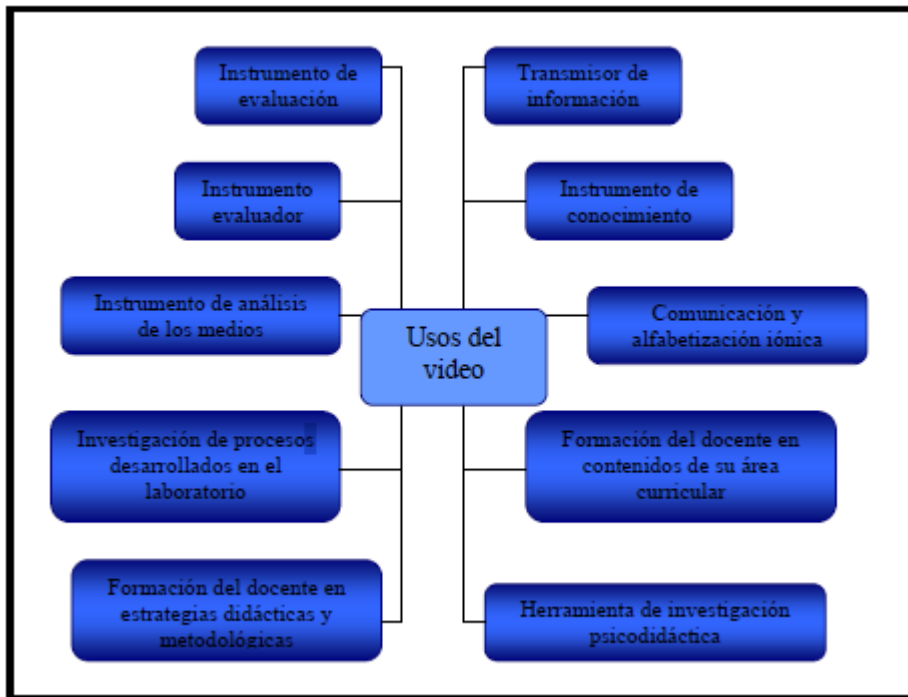 Instrumento de
evaluación
Transmisor de
información
Instrumento
evaluador
Instrumento de
conocimiento
Instrumento de análisis
de los medios
Comunicación y
alfabetización iónica
Usos del
video
Investigación de procesos
desarrollados en el
laboratorio
Formación del docente en
contenidos de su área
curricular
Formación del docente en
estrategias didácticas y
metodológicas
Herramienta de investigación
psicodidáctica